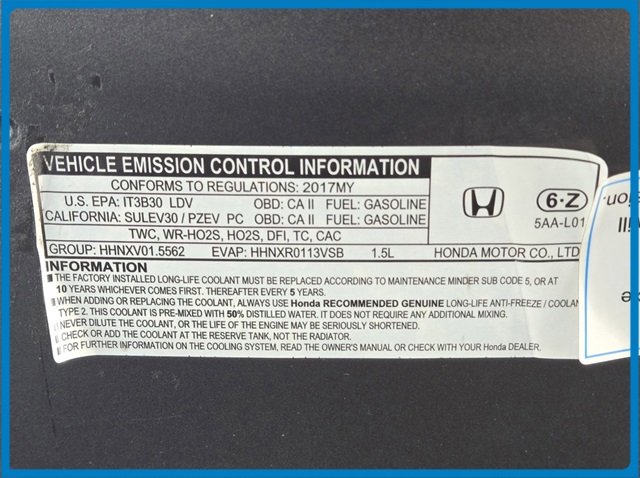 VEHICLE EMISSION CONTROL INFORMATION
CONFORMS TO REGULATIONS: 2017MY
U.S. EPA: IT3B30 LDV OBD: CA II FUEL: GASOLINE
CALIFORNIA: SULEV30 / PZEV PC OBD: CA II FUEL: GASOLINE
TWC, WR-HO2S, HO2S, DFI, TC, CAC
GROUP: HHNXV01.5562 EVAP: HHNXR0113VSB 1.5L
6·Z
5AA-L01
HONDA MOTOR CO., LTD
INFORMATION
■ THE FACTORY INSTALLED LONG-LIFE COOLANT MUST BE REPLACED ACCORDING TO MAINTENANCE MINDER SUB CODE 5, OR AT
10 YEARS WHICHEVER COMES FIRST. THEREAFTER EVERY 5 YEARS.
■ WHEN ADDING OR REPLACING THE COOLANT, ALWAYS USE Honda RECOMMENDED GENUINE LONG-LIFE ANTI-FREEZE / COOLAN
TYPE 2. THIS COOLANT IS PRE-MIXED WITH 50% DISTILLED WATER. IT DOES NOT REQUIRE ANY ADDITIONAL MIXING.
■ NEVER DILUTE THE COOLANT, OR THE LIFE OF THE ENGINE MAY BE SERIOUSLY SHORTENED.
■ CHECK OR ADD THE COOLANT AT THE RESERVE TANK, NOT THE RADIATOR.
■ FOR FURTHER INFORMATION ON THE COOLING SYSTEM, READ THE OWNER'S MANUAL OR CHECK WITH YOUR Honda DEALER.